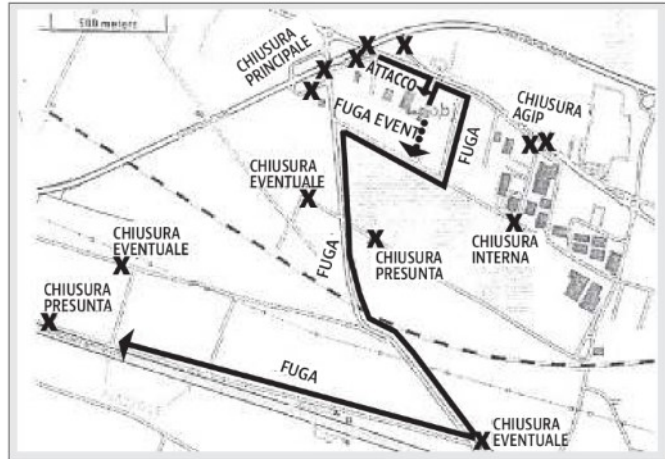 500 meters
CHIUSURA
PRINCIPALE
ATTACCO
FUGA EVENT
FUGA
CHIUSURA
AGIP
CHIUSURA
EVENTUALE
CHIUSURA
EVENTUALE
FUGA
CHIUSURA
PRESUNTA
CHIUSURA
INTERNA
CHIUSURA
PRESUNTA
FUGA
CHIUSURA
EVENTUALE